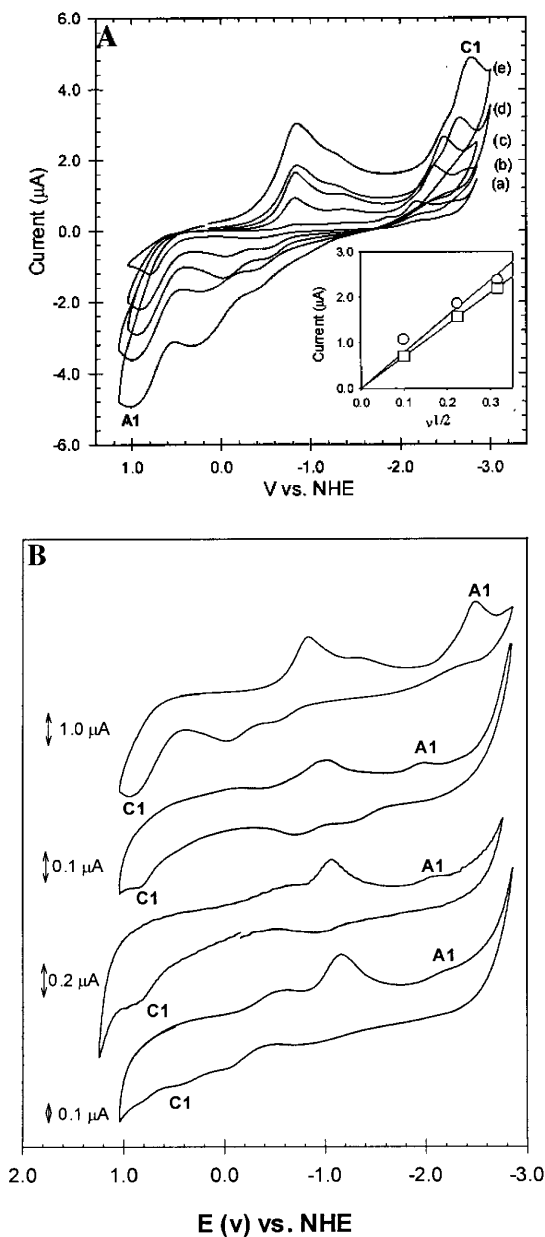 A
C1
6.0
4.0
2.0
0.0
-2.0
-4.0
-6.0
Current (μA)
(e)
(d)
(c)
(b)
(a)
A1
Current (μA)
3.0
2.0
1.0
0.0
0.0 0.1 0.2 0.3
ν1/2
1.0 0.0 -1.0 -2.0 -3.0
V vs. NHE
B
A1
1.0 μA
C1
A1
0.1 μA
C1
A1
0.2 μA
C1
A1
0.1 μA
C1
2.0 1.0 0.0 -1.0 -2.0 -3.0
E (v) vs. NHE